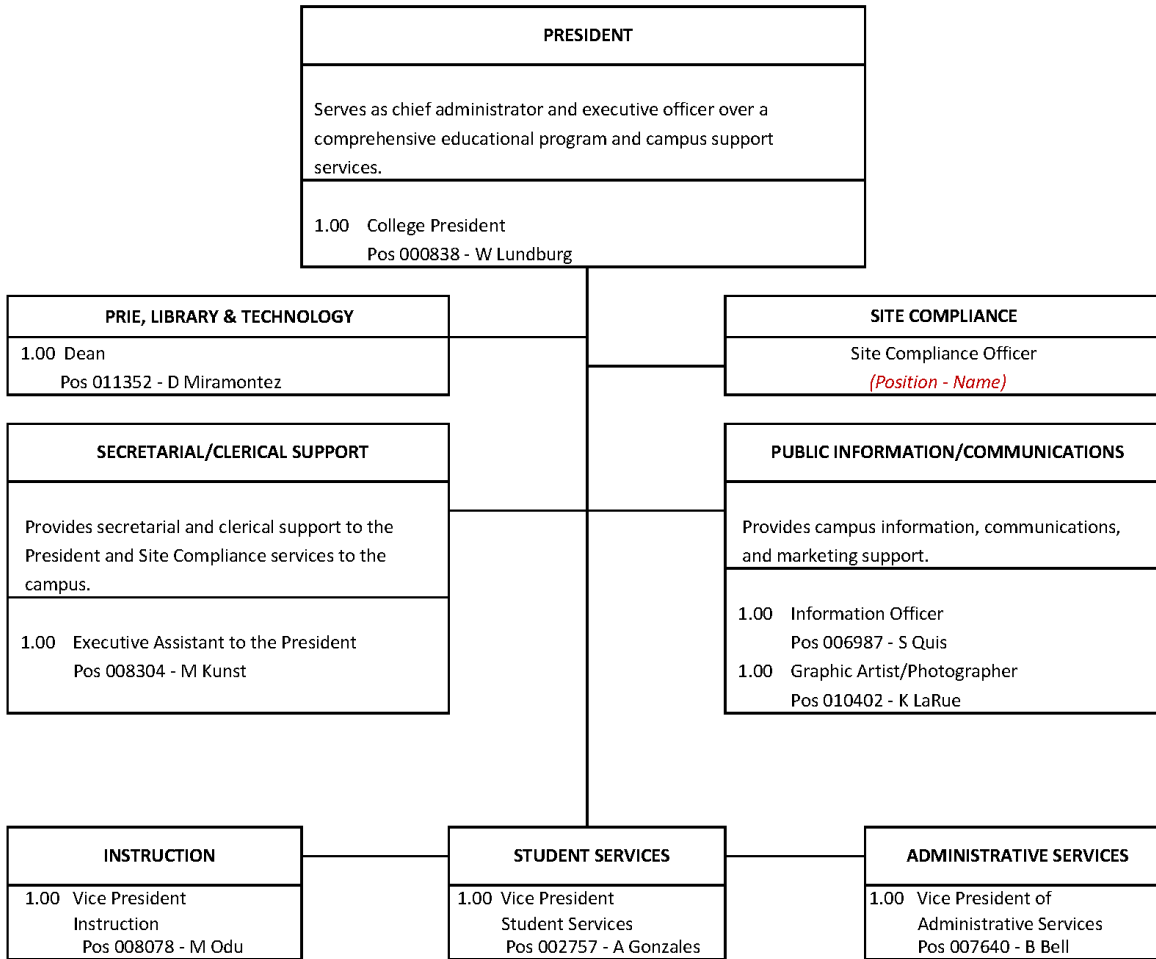 PRESIDENT
Serves as chief administrator and executive officer over a
comprehensive educational program and campus support
services.
1.00 College President
Pos 000838 - W Lundburg
PRIE, LIBRARY & TECHNOLOGY
1.00 Dean
Pos 011352 - D Miramontez
SITE COMPLIANCE
Site Compliance Officer
(Position - Name)
SECRETARIAL/CLERICAL SUPPORT
Provides secretarial and clerical support to the
President and Site Compliance services to the
campus.
1.00 Executive Assistant to the President
Pos 008304 - M Kunst
PUBLIC INFORMATION/COMMUNICATIONS
Provides campus information, communications,
and marketing support.
1.00 Information Officer
Pos 006987 - S Quis
1.00 Graphic Artist/Photographer
Pos 010402 - K LaRue
INSTRUCTION
1.00 Vice President
Instruction
Pos 008078 - M Odu
STUDENT SERVICES
1.00 Vice President
Student Services
Pos 002757 - A Gonzales
ADMINISTRATIVE SERVICES
1.00 Vice President of
Administrative Services
Pos 007640 - B Bell